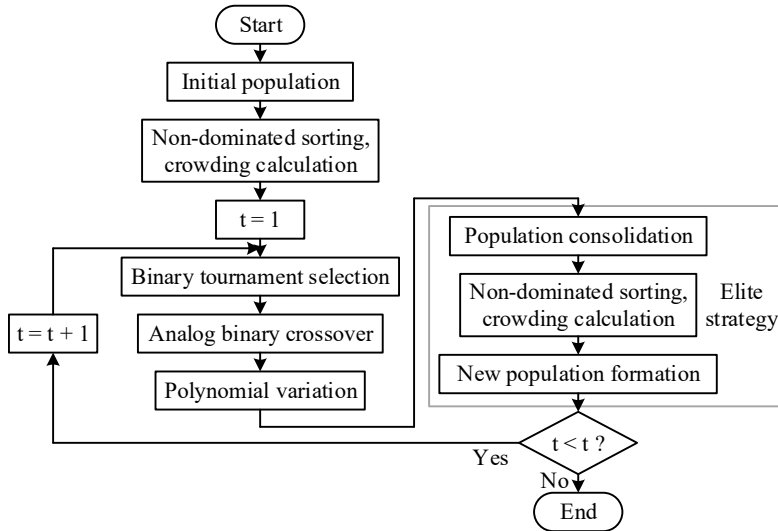 Start
Initial population
Non-dominated sorting,
crowding calculation
t = 1
Binary tournament selection
Analog binary crossover
Polynomial variation
t = t + 1
Population consolidation
Non-dominated sorting,
crowding calculation
New population formation
Elite
strategy
t < t ?
Yes
No
End